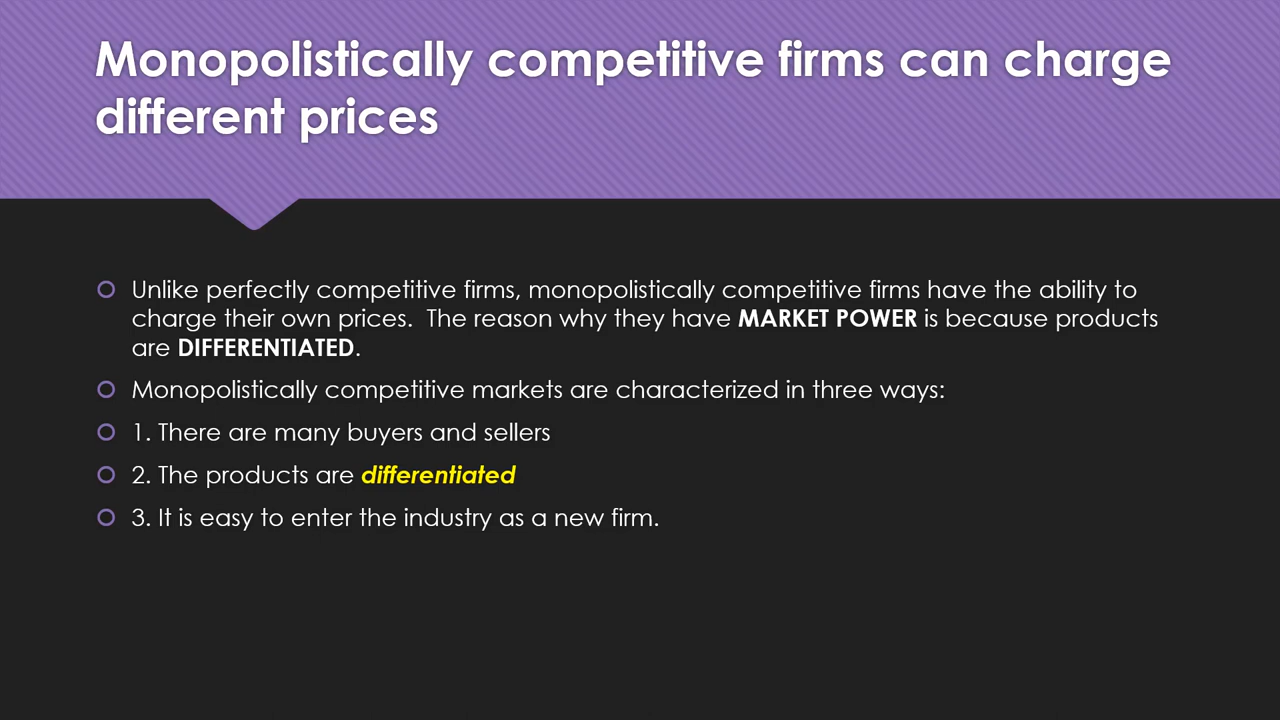 Monopolistically competitive firms can charge
different prices
Unlike perfectly competitive firms, monopolistically competitive firms have the ability to
charge their own prices.  The reason why they have MARKET POWER is because products
are DIFFERENTIATED.
Monopolistically competitive markets are characterized in three ways:
1. There are many buyers and sellers
2. The products are differentiated
3. It is easy to enter the industry as a new firm.